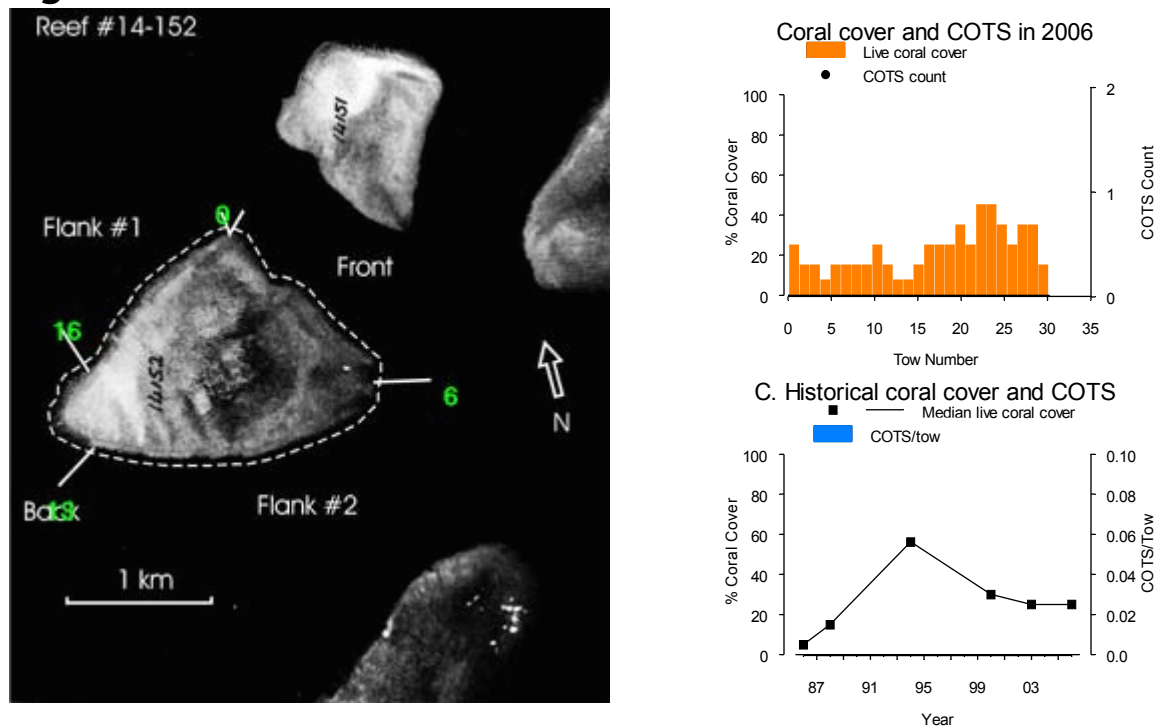 Reef #14-152
14151
Flank #1
0
Front
16
14152
6
N
Back
13
Flank #2
1 km
Coral cover and COTS in 2006
Live coral cover
COTS count
% Coral Cover
100
80
60
40
20
0
2
1
0
COTS Count
0 5 10 15 20 25 30 35
Tow Number
C. Historical coral cover and COTS
Median live coral cover
COTS/tow
% Coral Cover
100
80
60
40
20
0
0.10
0.08
0.06
0.04
0.02
0.0
COTS/Tow
87 91 95 99 03
Year